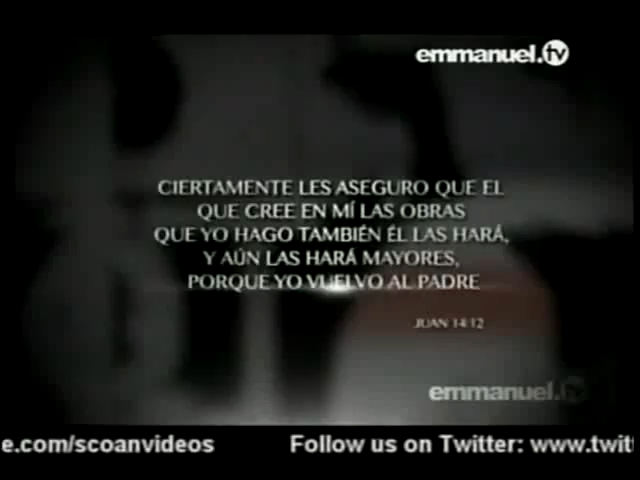 emmanuel.tv
CIERTAMENTE LES ASEGURO QUE EL
QUE CREE EN MÍ LAS OBRAS
QUE YO HAGO TAMBIÉN ÉL LAS HARÁ,
Y AÚN LAS HARÁ MAYORES,
PORQUE YO VUELVO AL PADRE
JUAN 14:12
emmanuel.tv
e.com/scoanvideos Follow us on Twitter: www.twit